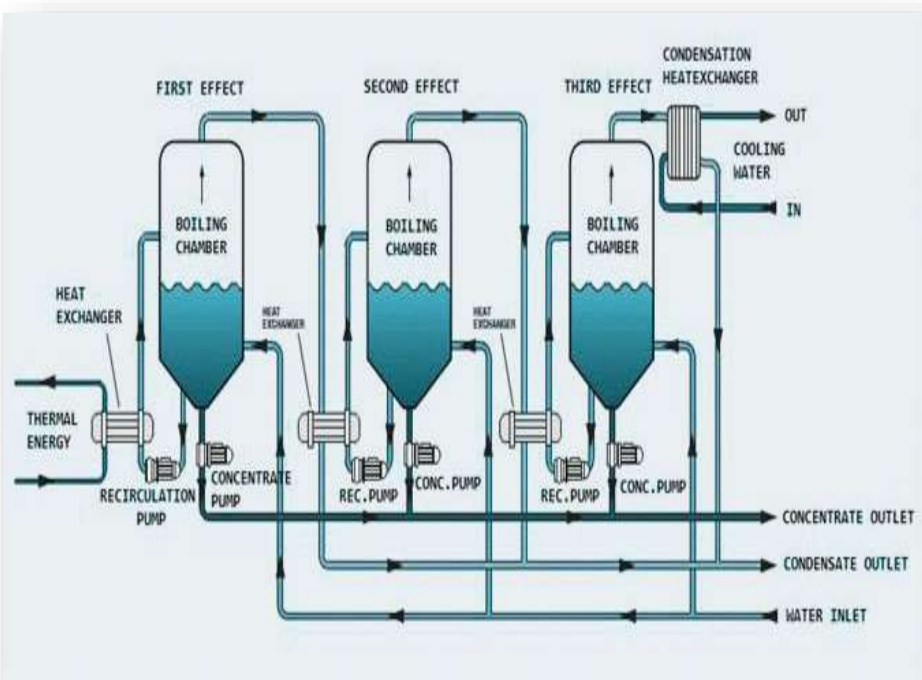 FIRST EFFECT
SECOND EFFECT
THIRD EFFECT
CONDENSATION
HEATEXCHANGER
OUT
COOLING
WATER
IN
BOILING
CHAMBER
BOILING
CHAMBER
BOILING
CHAMBER
HEAT
EXCHANGER
HEAT
EXCHANGER
HEAT
EXCHANGER
THERMAL
ENERGY
RECIRCULATION
PUMP
CONCENTRATE
PUMP
REC.PUMP
CONC.PUMP
REC.PUMP
CONC.PUMP
CONCENTRATE OUTLET
CONDENSATE OUTLET
WATER INLET